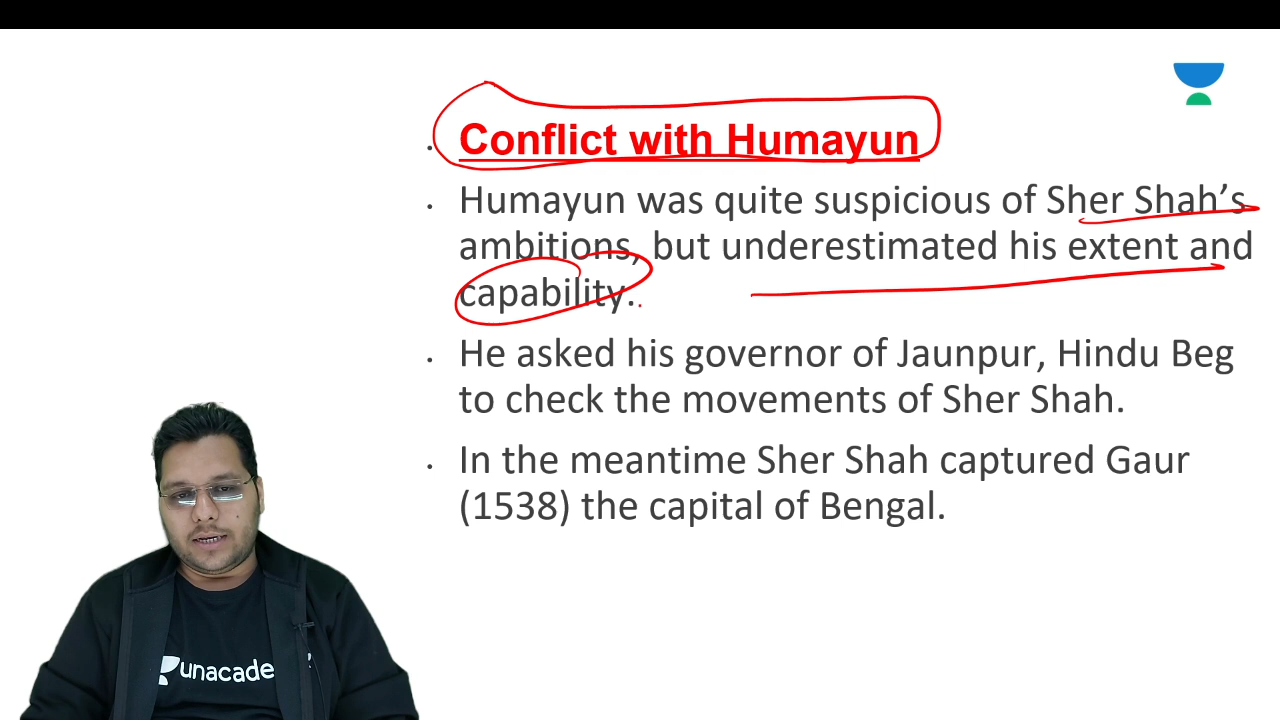 Conflict with Humayun
Humayun was quite suspicious of Sher Shah's
ambitions, but underestimated his extent and
capability.
He asked his governor of Jaunpur, Hindu Beg
to check the movements of Sher Shah.
In the meantime Sher Shah captured Gaur
(1538) the capital of Bengal.
unacade